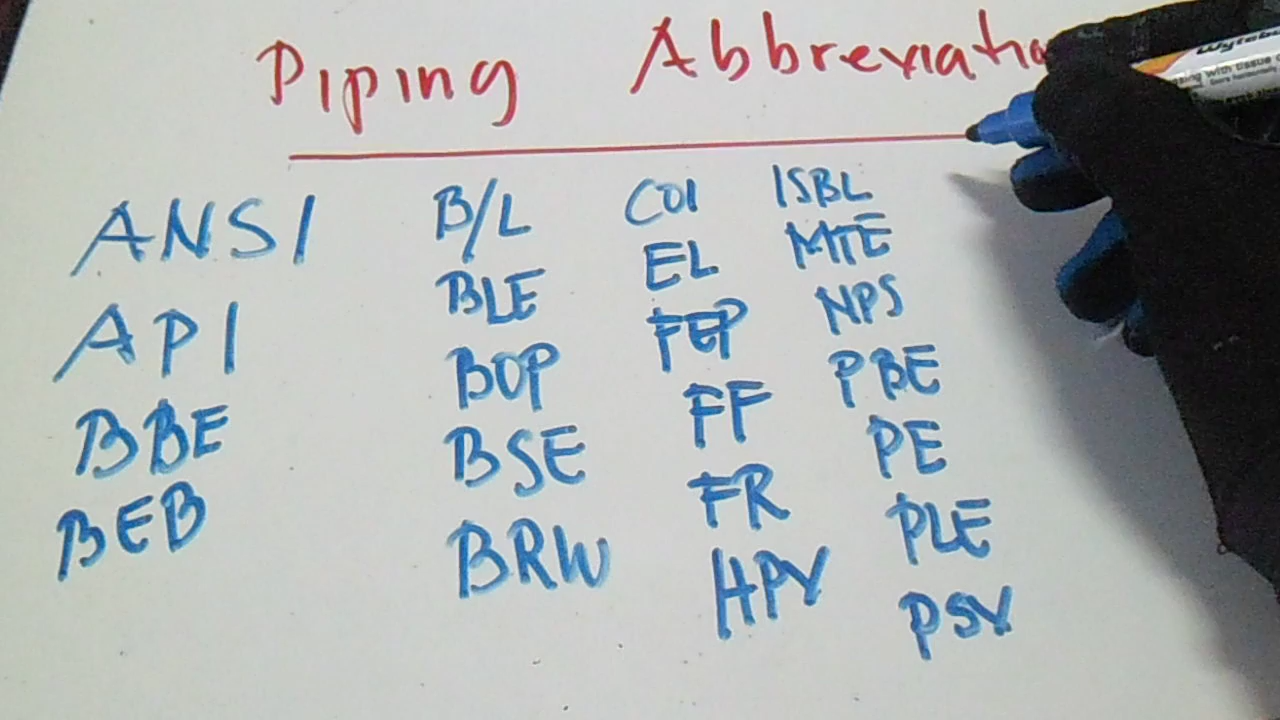 Piping Abbreviatio
ANSI
API
BBE
BEB
B/L
BLE
BOP
BSE
BRW
COI
EL
FEP
FF
FR
HPV
ISBL
MTE
NPS
PBE
PE
PLE
PSV
Wytebo